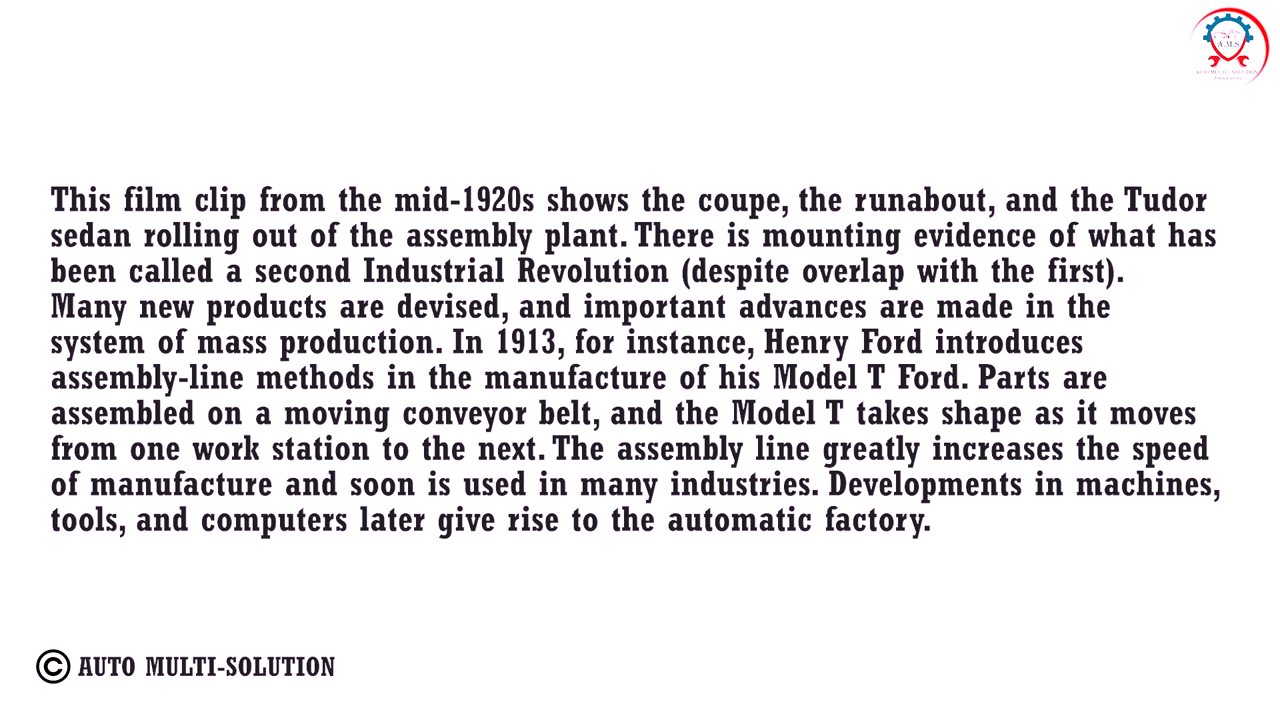 A.M.S
AUTO MULTI - SOLUTION
This film clip from the mid-1920s shows the coupe, the runabout, and the Tudor
sedan rolling out of the assembly plant. There is mounting evidence of what has
been called a second Industrial Revolution (despite overlap with the first).
Many new products are devised, and important advances are made in the
system of mass production. In 1913, for instance, Henry Ford introduces
assembly-line methods in the manufacture of his Model T Ford. Parts are
assembled on a moving conveyor belt, and the Model T takes shape as it moves
from one work station to the next. The assembly line greatly increases the speed
of manufacture and soon is used in many industries. Developments in machines,
tools, and computers later give rise to the automatic factory.
© AUTO MULTI-SOLUTION